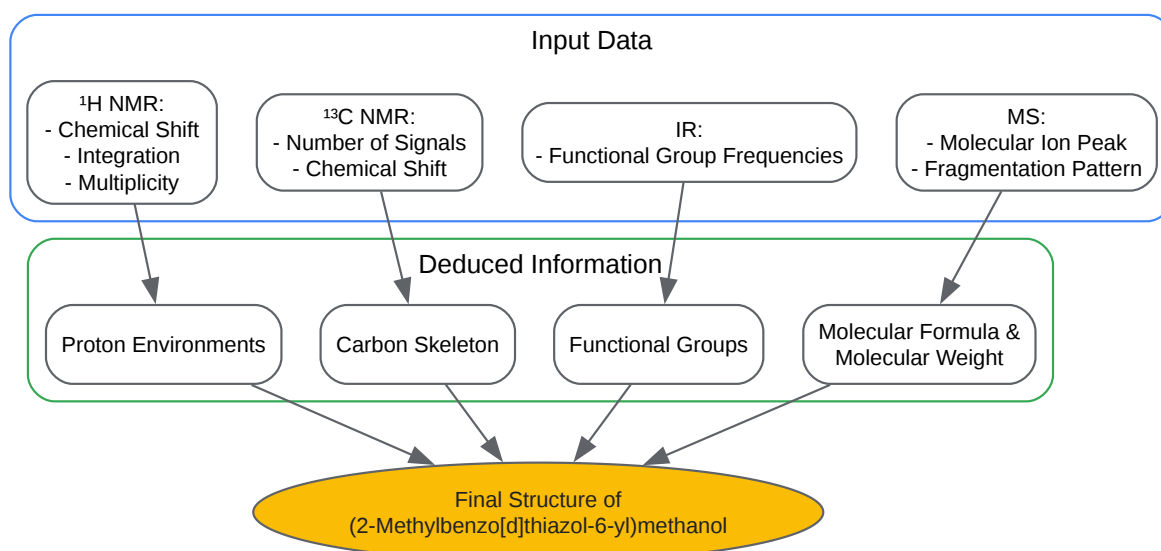 Input Data
¹H NMR:
- Chemical Shift
- Integration
- Multiplicity
¹³C NMR:
- Number of Signals
- Chemical Shift
IR:
- Functional Group Frequencies
MS:
- Molecular Ion Peak
- Fragmentation Pattern
Deduced Information
Proton Environments
Carbon Skeleton
Functional Groups
Molecular Formula &
Molecular Weight
Final Structure of
(2-Methylbenzo[d]thiazol-6-yl)methanol